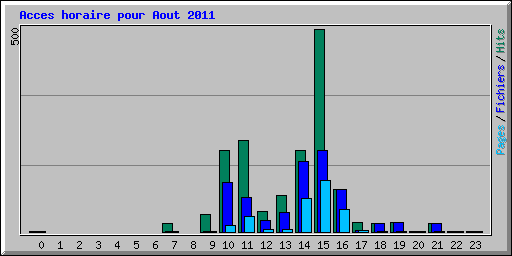 Acces horaire pour Aout 2011
500
Pages / Fichiers / Hits
0 1 2 3 4 5 6 7 8 9 10 11 12 13 14 15 16 17 18 19 20 21 22 23